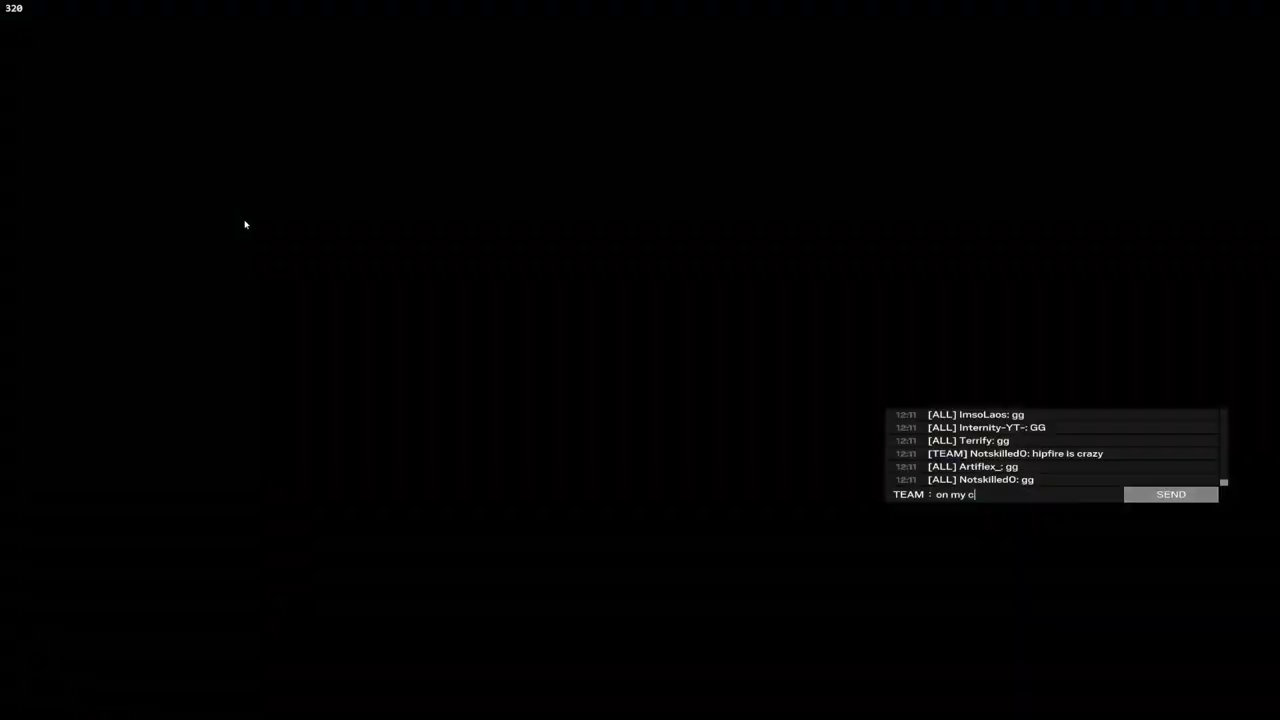 320
12:11 [ALL] ImsoLaos: gg
12:11 [ALL] Internity-YT-: GG
12:11 [ALL] Terrify: gg
12:11 [TEAM] Notskilled0: hipfire is crazy
12:11 [ALL] Artiflex_: gg
12:11 [ALL] Notskilled0: gg
TEAM : on my c SEND